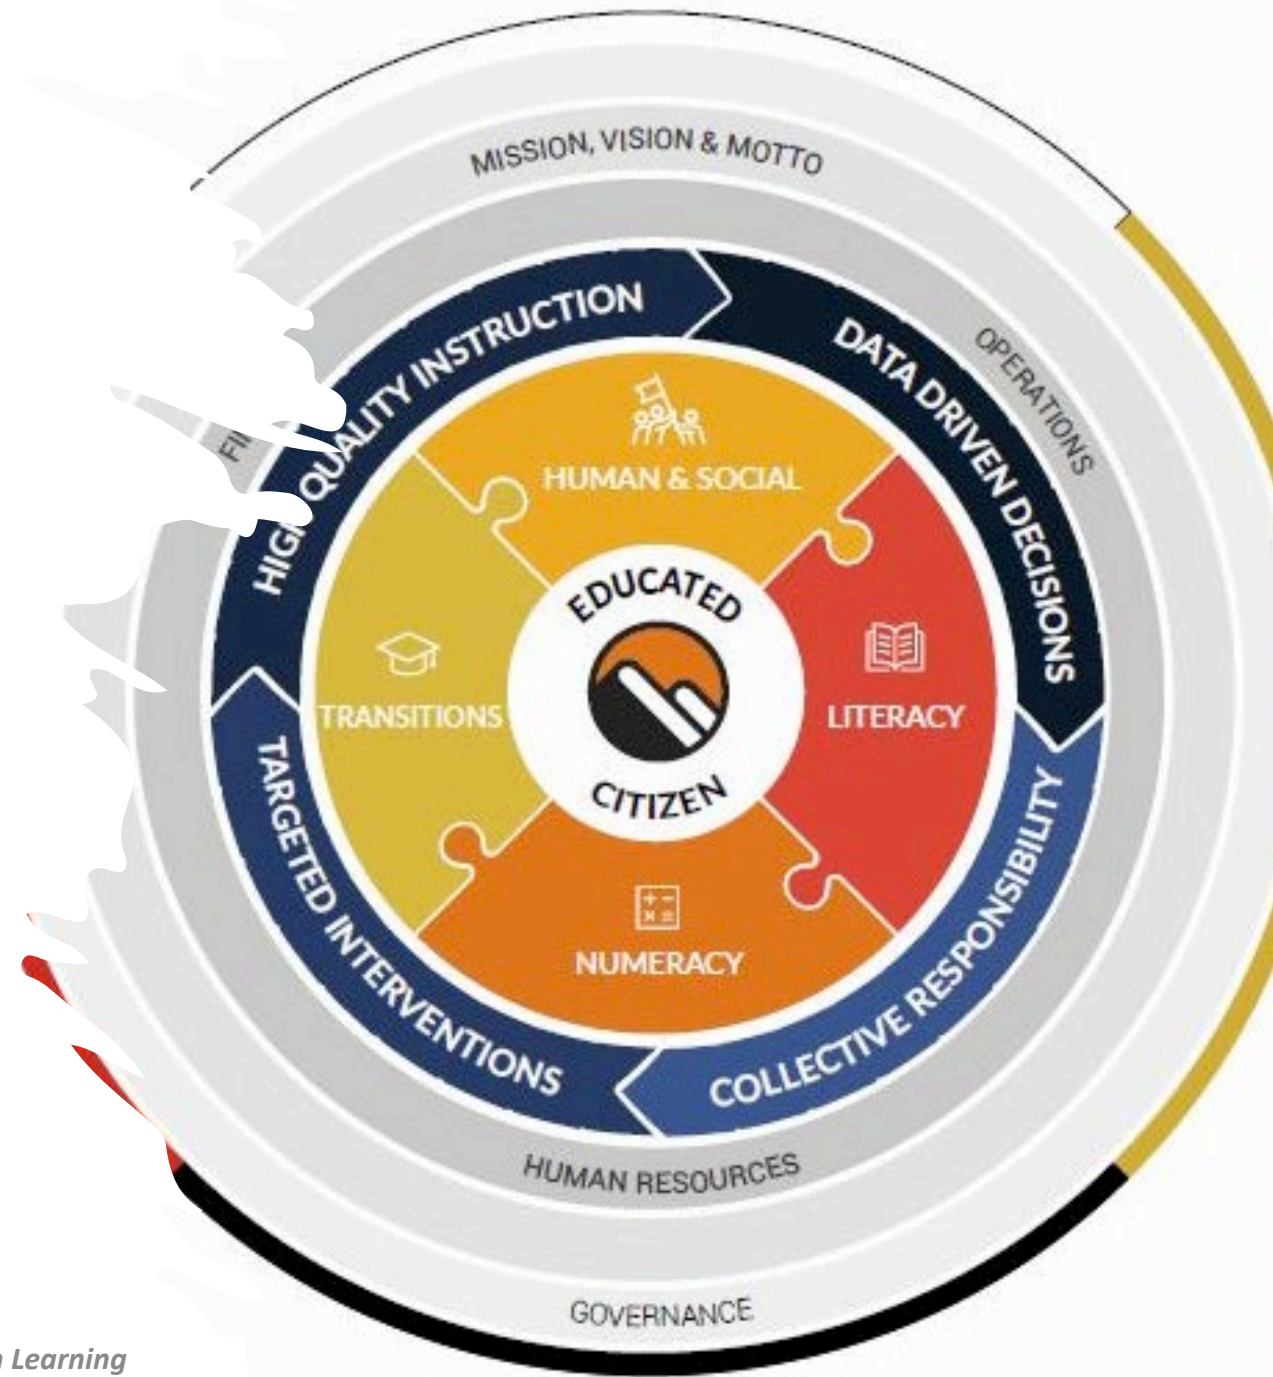 MISSION, VISION & MOTTO
OPERATIONS
HIGH QUALITY INSTRUCTION
DATA DRIVEN DECISIONS
HUMAN & SOCIAL
EDUCATED
TRANSITIONS
LITERACY
CITIZEN
TARGETED INTERVENTIONS
COLLECTIVE RESPONSIBILITY
NUMERACY
HUMAN RESOURCES
GOVERNANCE
Learning